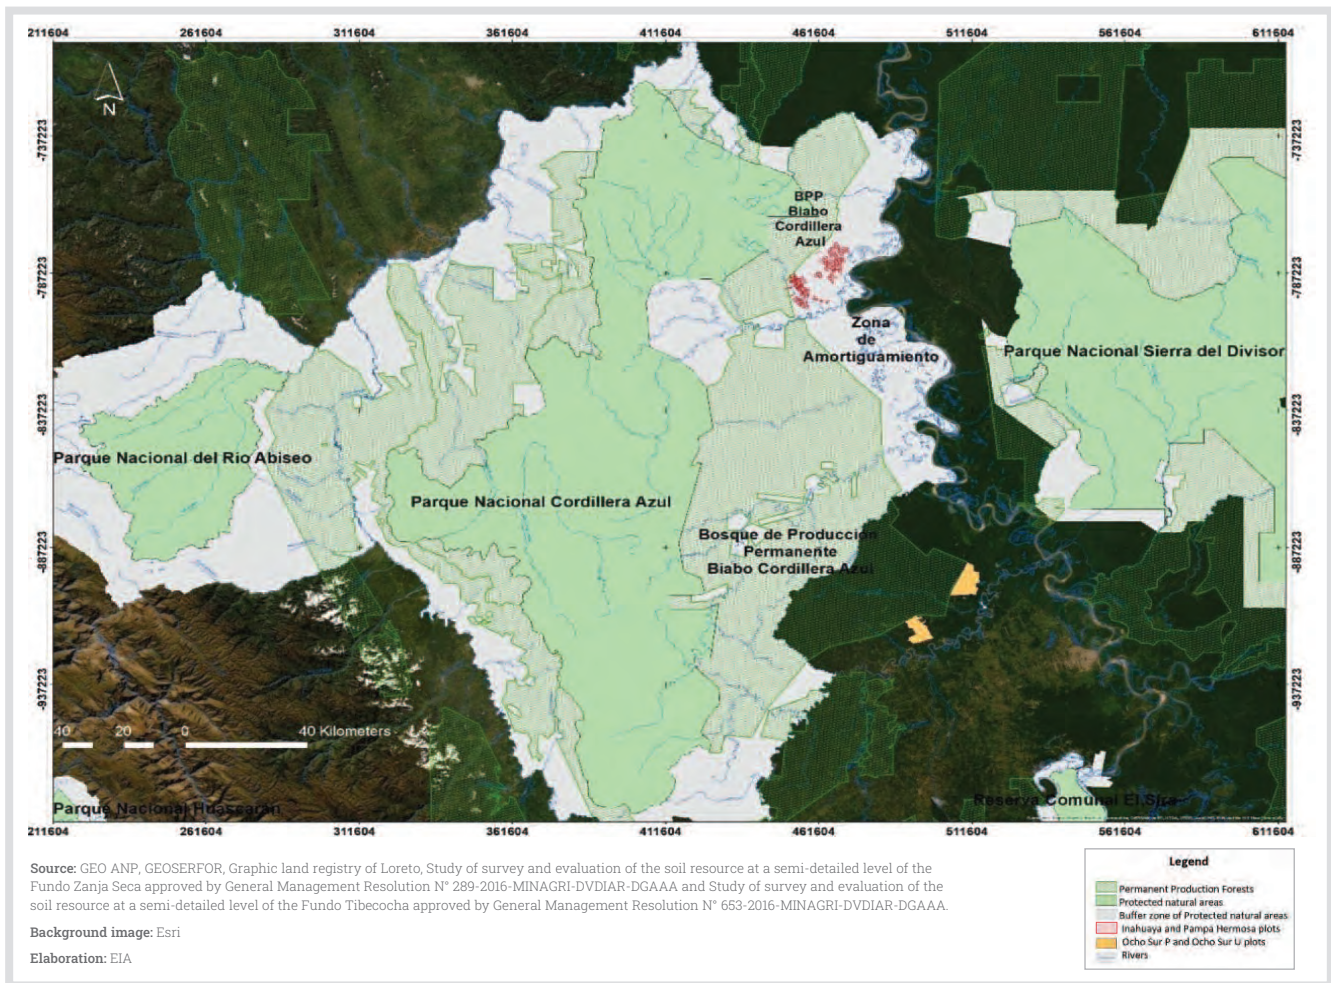 211604 261604 311604 361604 411604 461604 511604 561604 611604
N
-737223
-737223
BPP
Biabo
Cordillera
Azul
-787223
-787223
Zona
de
Amortiguamiento
Parque Nacional Sierra del Divisor
-837223
-837223
Parque Nacional del Rio Abiseo
Parque Nacional Cordillera Azul
Bosque de Producción
Permanente
Biabo Cordillera Azul
-887223
-887223
-937223
-937223
40 20 0 40 Kilometers
Parque Nacional Huascarán
Reserva Comunal El Sira
211604 261604 311604 361604 411604 461604 511604 561604 611604
Source: GEO ANP, GEOSERFOR, Graphic land registry of Loreto, Study of survey and evaluation of the soil resource at a semi-detailed level of the
Fundo Zanja Seca approved by General Management Resolution N° 289-2016-MINAGRI-DVDIAR-DGAAA and Study of survey and evaluation of the
soil resource at a semi-detailed level of the Fundo Tibecocha approved by General Management Resolution N° 653-2016-MINAGRI-DVDIAR-DGAAA.
Background image: Esri
Elaboration: EIA
Legend
Permanent Production Forests
Protected natural areas
Buffer zone of Protected natural areas
Inahuaya and Pampa Hermosa plots
Ocho Sur P and Ocho Sur U plots
Rivers